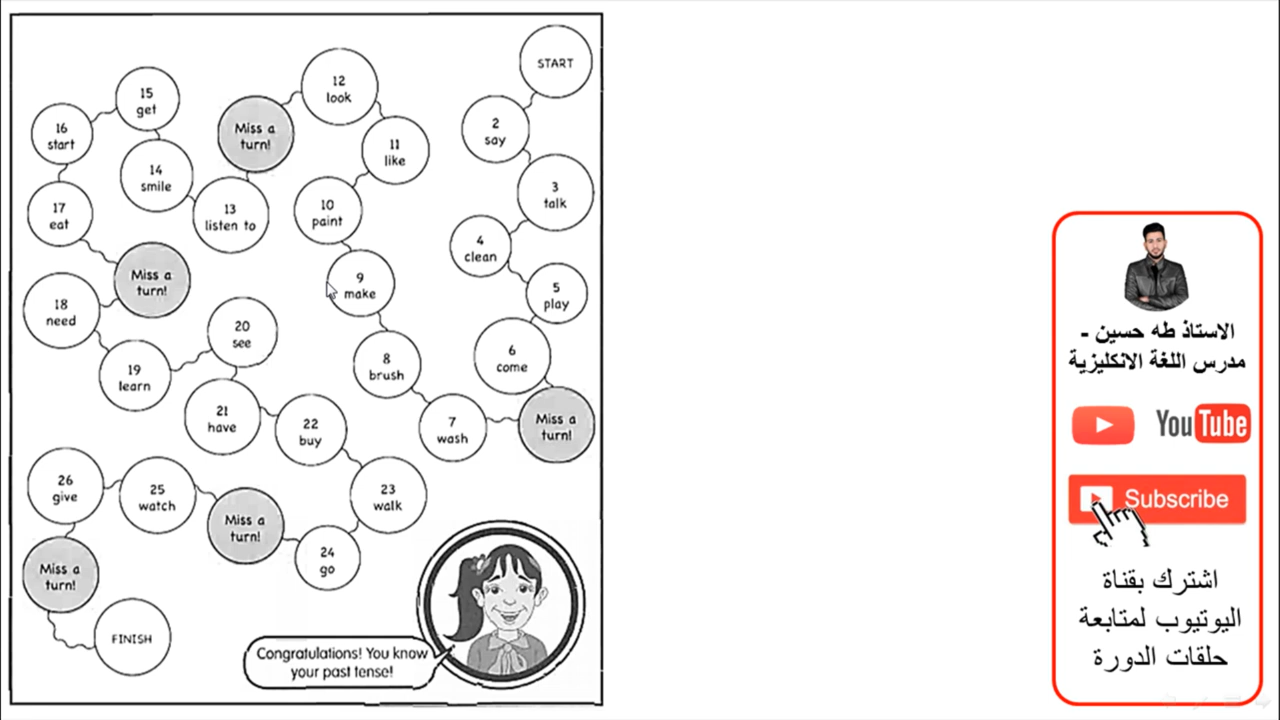 START
2
say
3
talk
4
clean
5
play
6
come
Miss a
turn!
7
wash
8
brush
9
make
10
paint
11
like
12
look
Miss a
turn!
13
listen to
14
smile
15
get
16
start
17
eat
Miss a
turn!
18
need
19
learn
20
see
21
have
22
buy
23
walk
24
go
Miss a
turn!
25
watch
26
give
Miss a
turn!
FINISH
Congratulations! You know
your past tense!
الاستاذ طه حسين -
مدرس اللغة الانكليزية
YouTube
Subscribe
اشترك بقناة
اليوتيوب لمتابعة
حلقات الدورة